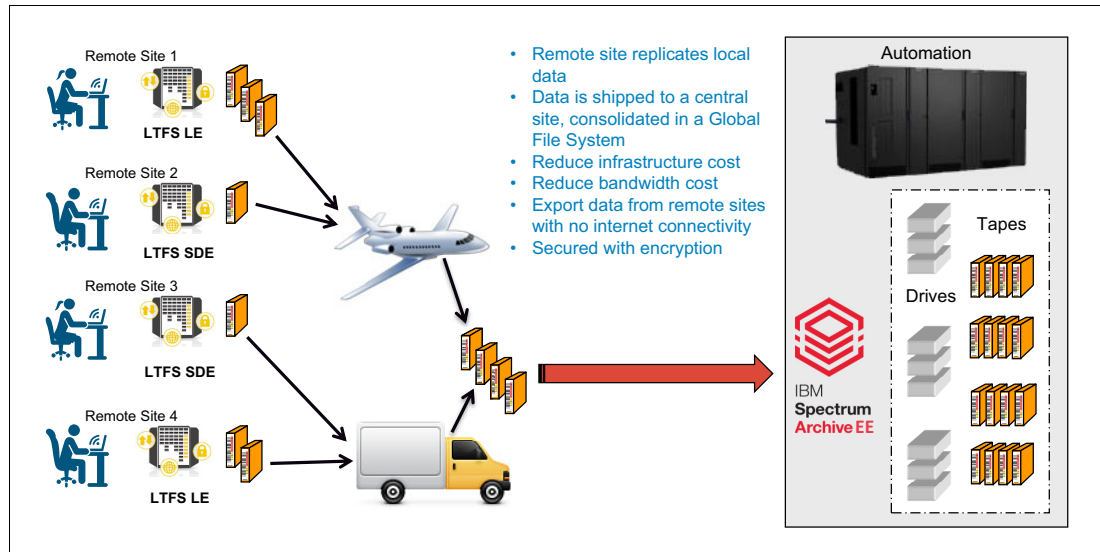 Remote Site 1
LTFS LE
Remote Site 2
LTFS SDE
Remote Site 3
LTFS SDE
Remote Site 4
LTFS LE
• Remote site replicates local
data
• Data is shipped to a central
site, consolidated in a Global
File System
• Reduce infrastructure cost
• Reduce bandwidth cost
• Export data from remote sites
with no internet connectivity
• Secured with encryption
Automation
Tapes
Drives
IBM
Spectrum
Archive EE